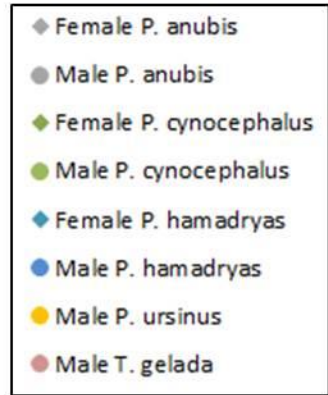 Female P. anubis
Male P. anubis
Female P. cynocephalus
Male P. cynocephalus
Female P. hamadryas
Male P. hamadryas
Male P. ursinus
Male T. gelada